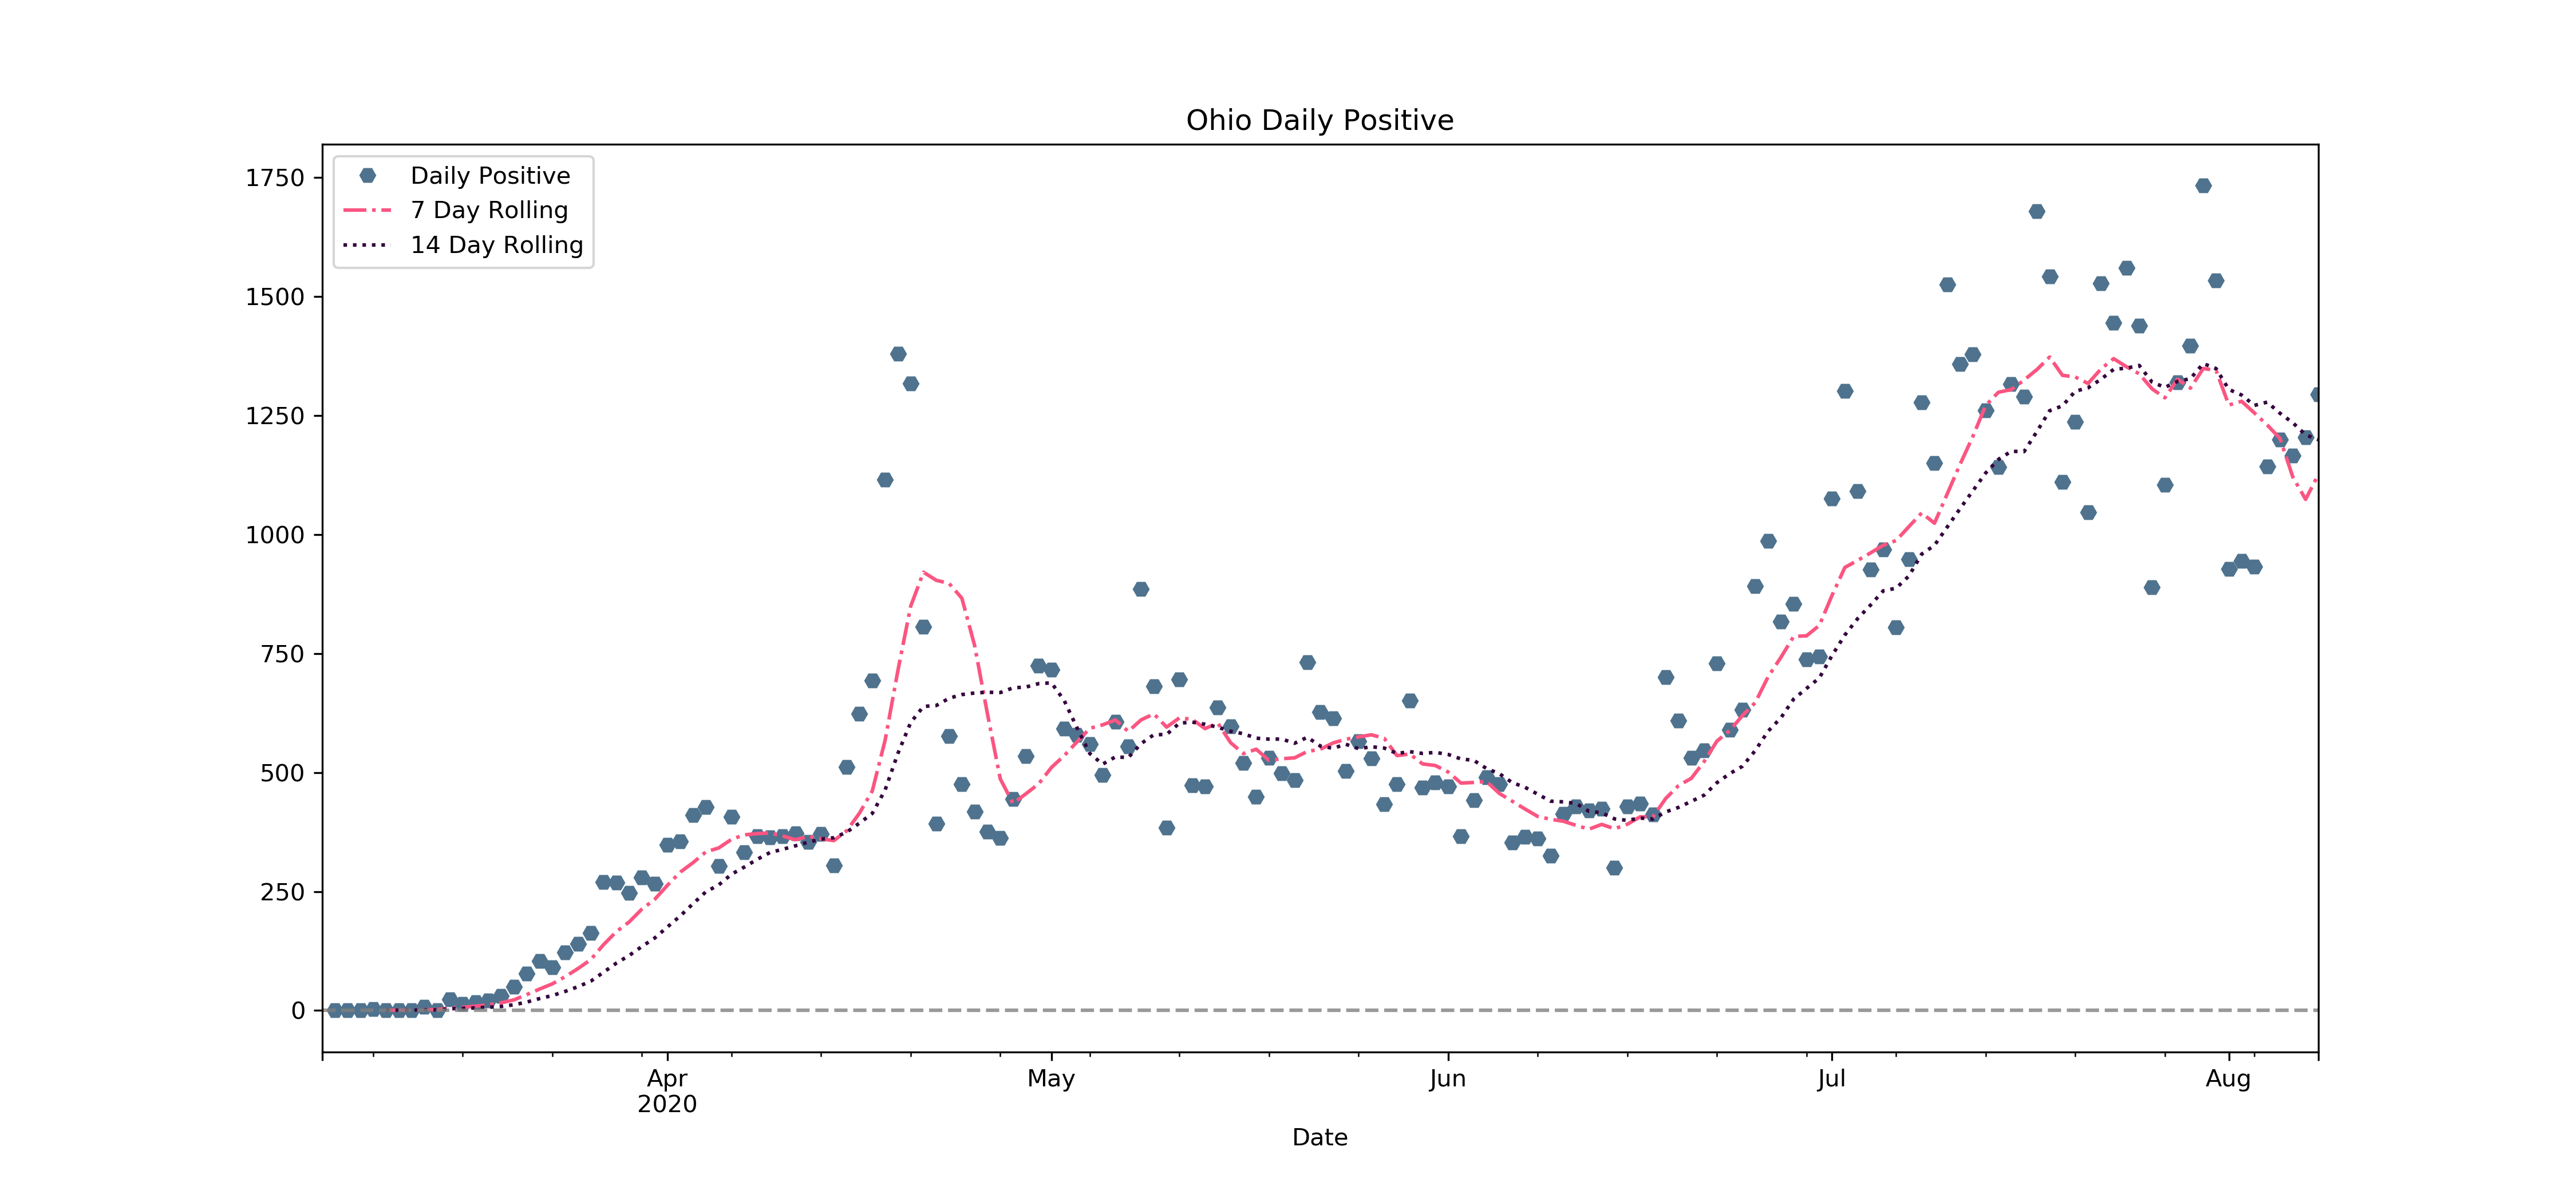 Ohio Daily Positive
Daily Positive
7 Day Rolling
14 Day Rolling
1750
1500
1250
1000
750
500
250
0
Apr May Jun Jul Aug
2020
Date